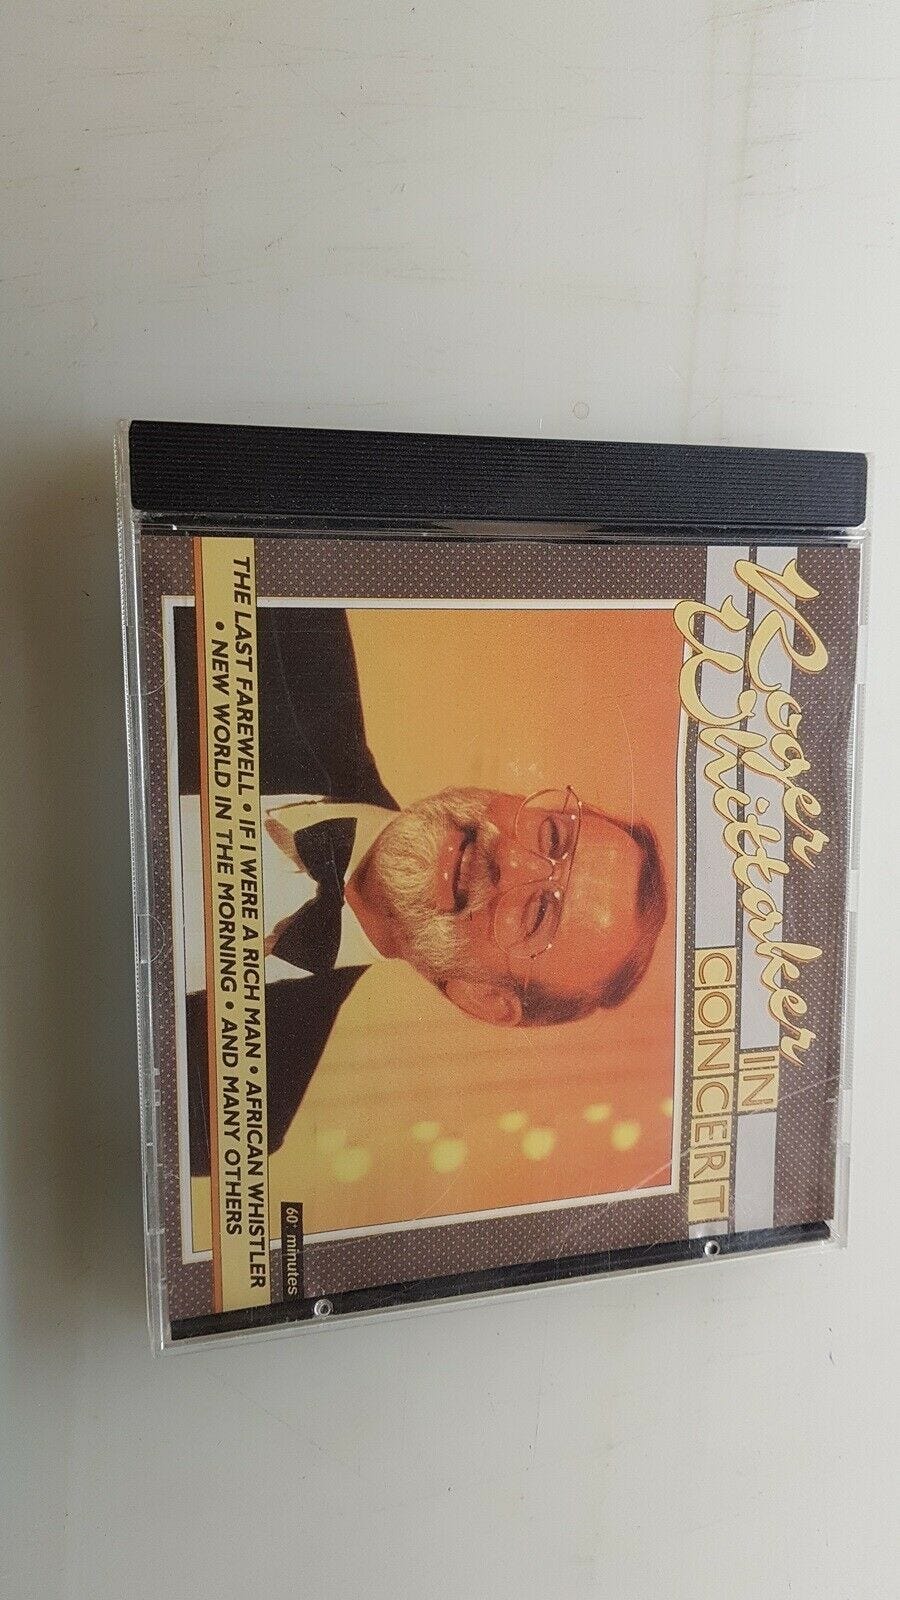 Roger
Whittaker
IN
CONCERT
60: minutes
THE LAST FAREWELL • IF I WERE A RICH MAN • AFRICAN WHISTLER
• NEW WORLD IN THE MORNING • AND MANY OTHERS